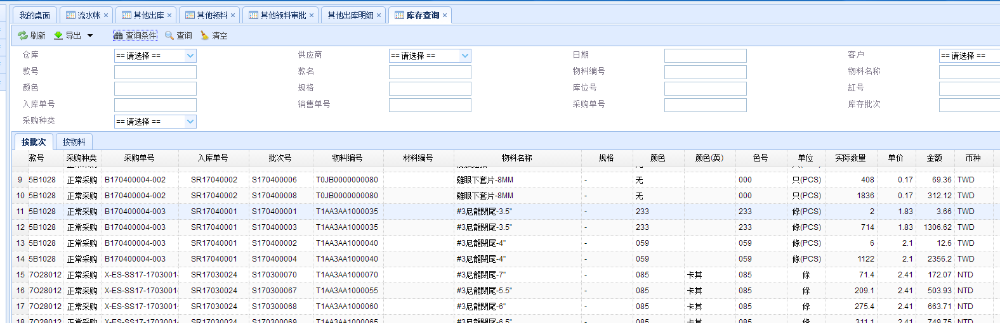 我的桌面 流水帐 × 其他出库 × 其他领料 × 其他领料审批 × 其他出库明细 × 库存查询 ×
刷新 导出 查询条件 查询 清空
仓库 == 请选择 == 供应商 == 请选择 == 日期 客户 == 请选择 ==
款号 款名 物料编号 物料名称
颜色 规格 库位号 缸号
入库单号 销售单号 采购单号 库存批次
采购种类 == 请选择 ==
按批次 按物料
款号 采购种类 采购单号 入库单号 批次号 物料编号 材料编号 物料名称 规格 颜色 颜色(英) 色号 单位 实际数量 单价 金额 币种
9 5B1028 正常采购 B170400004-002 SR17040002 S170400006 T0JB0000000080 雞眼下套片-8MM - 无 000 只(PCS) 408 0.17 69.36 TWD
10 5B1028 正常采购 B170400004-002 SR17040002 S170400008 T0JB0000000080 雞眼下套片-8MM - 无 000 只(PCS) 1836 0.17 312.12 TWD
11 5B1028 正常采购 B170400004-003 SR17040001 S170400001 T1AA3AA1000035 #3尼龍閉尾-3.5" - 233 233 條(PCS) 2 1.83 3.66 TWD
12 5B1028 正常采购 B170400004-003 SR17040001 S170400003 T1AA3AA1000035 #3尼龍閉尾-3.5" - 233 233 條(PCS) 714 1.83 1306.62 TWD
13 5B1028 正常采购 B170400004-003 SR17040001 S170400002 T1AA3AA1000040 #3尼龍閉尾-4" - 059 059 條(PCS) 6 2.1 12.6 TWD
14 5B1028 正常采购 B170400004-003 SR17040001 S170400004 T1AA3AA1000040 #3尼龍閉尾-4" - 059 059 條(PCS) 1122 2.1 2356.2 TWD
15 7O28012 正常采购 X-ES-SS17-1703001- SR17030024 S170300070 T1AA3AA1000070 #3尼龍閉尾-7" - 085 卡其 085 條 71.4 2.41 172.07 NTD
16 7O28012 正常采购 X-ES-SS17-1703001- SR17030024 S170300067 T1AA3AA1000055 #3尼龍閉尾-5.5" - 085 卡其 085 條 209.1 2.41 503.93 NTD
17 7O28012 正常采购 X-ES-SS17-1703001- SR17030024 S170300068 T1AA3AA1000060 #3尼龍閉尾-6" - 085 卡其 085 條 275.4 2.41 663.71 NTD
18 7O28012 正常采购 X-ES-SS17-1703001- SR17030024 S170300069 T1AA3AA1000065 #3尼龍閉尾-6.5" - 085 卡其 085 條 311.1 2.41 749.75 NTD